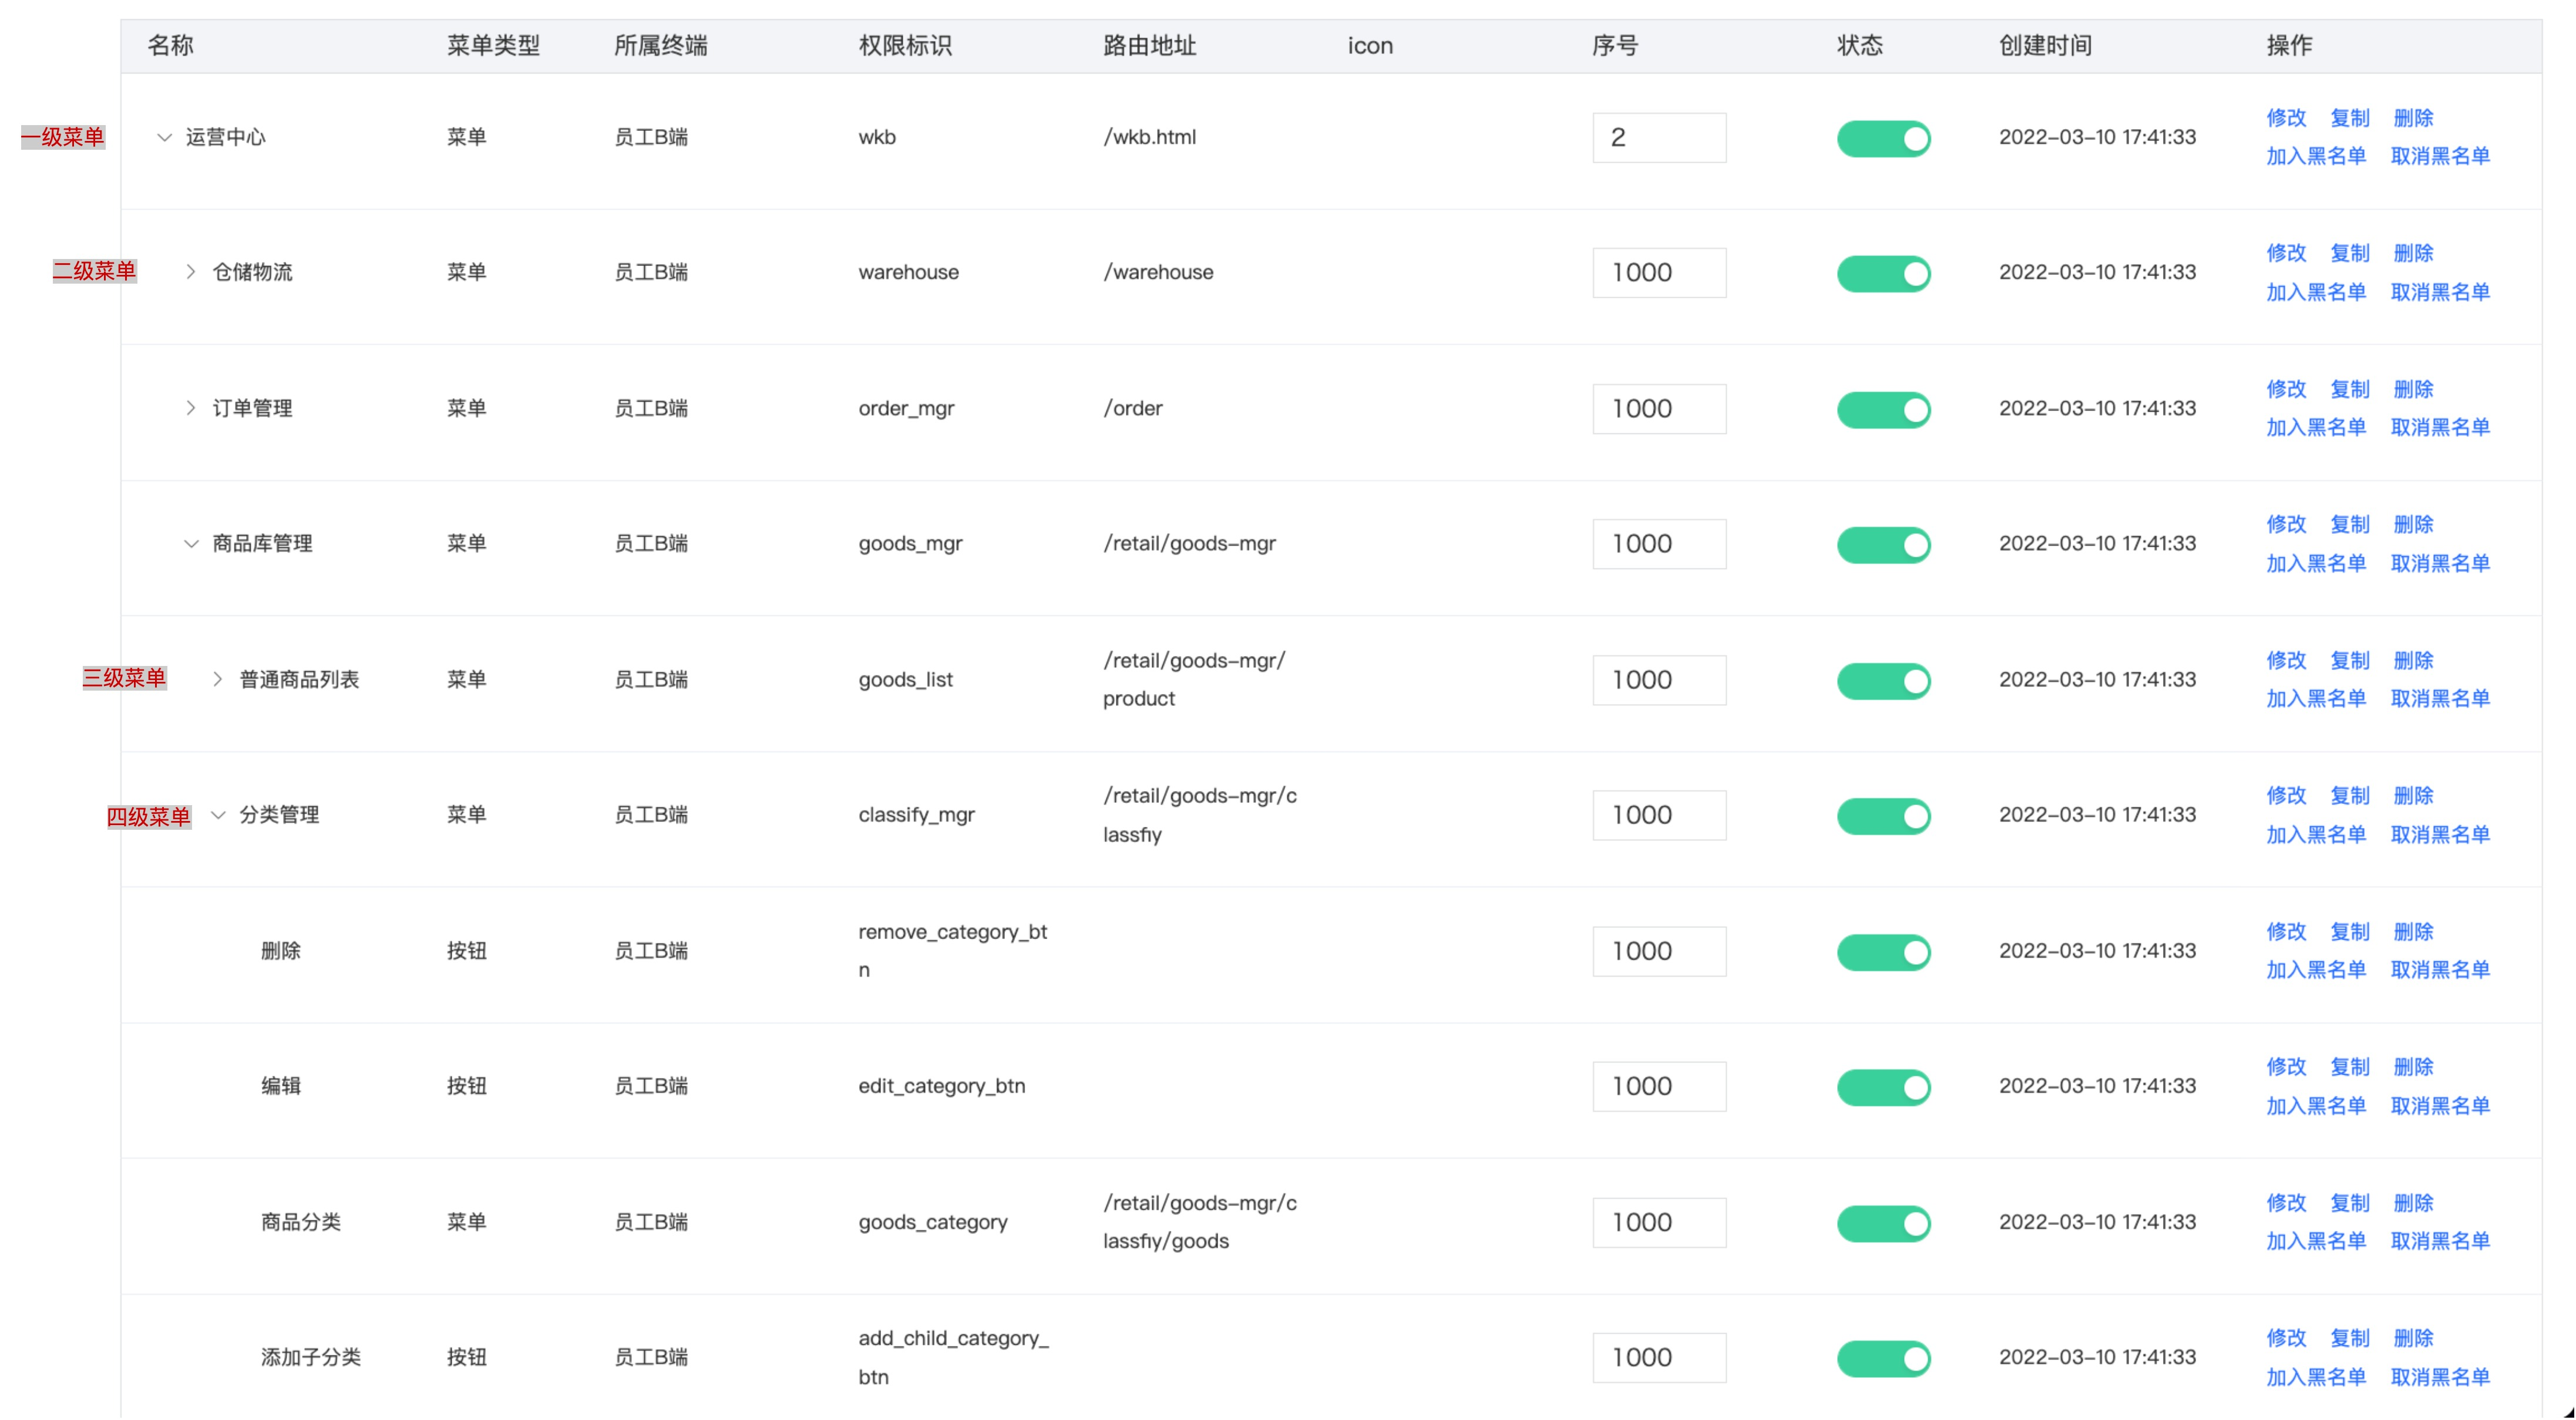 名称 菜单类型 所属终端 权限标识 路由地址 icon 序号 状态 创建时间 操作
一级菜单 运营中心 菜单 员工B端 wkb /wkb.html 2 2022-03-10 17:41:33 修改 复制 删除
加入黑名单 取消黑名单
二级菜单 仓储物流 菜单 员工B端 warehouse /warehouse 1000 2022-03-10 17:41:33 修改 复制 删除
加入黑名单 取消黑名单
订单管理 菜单 员工B端 order_mgr /order 1000 2022-03-10 17:41:33 修改 复制 删除
加入黑名单 取消黑名单
商品库管理 菜单 员工B端 goods_mgr /retail/goods-mgr 1000 2022-03-10 17:41:33 修改 复制 删除
加入黑名单 取消黑名单
三级菜单 普通商品列表 菜单 员工B端 goods_list /retail/goods-mgr/ 1000 2022-03-10 17:41:33 修改 复制 删除
product 加入黑名单 取消黑名单
四级菜单 分类管理 菜单 员工B端 classify_mgr /retail/goods-mgr/c 1000 2022-03-10 17:41:33 修改 复制 删除
lassfiy 加入黑名单 取消黑名单
删除 按钮 员工B端 remove_category_bt 1000 2022-03-10 17:41:33 修改 复制 删除
n 加入黑名单 取消黑名单
编辑 按钮 员工B端 edit_category_btn 1000 2022-03-10 17:41:33 修改 复制 删除
加入黑名单 取消黑名单
商品分类 菜单 员工B端 goods_category /retail/goods-mgr/c 1000 2022-03-10 17:41:33 修改 复制 删除
lassfiy/goods 加入黑名单 取消黑名单
添加子分类 按钮 员工B端 add_child_category_ 1000 2022-03-10 17:41:33 修改 复制 删除
btn 加入黑名单 取消黑名单